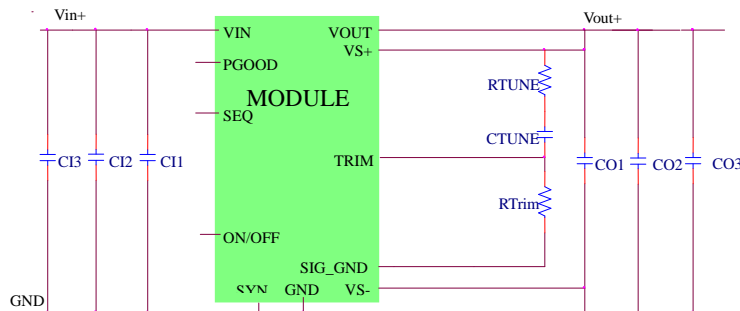 Vin+
Vout+
VIN
VOUT
VS+
PGOOD
RTUNE
MODULE
SEQ
CTUNE
TRIM
CI3
CI2
CI1
CO1
CO2
CO3
RTrim
ON/OFF
SIG_GND
SYN
GND
VS-
GND